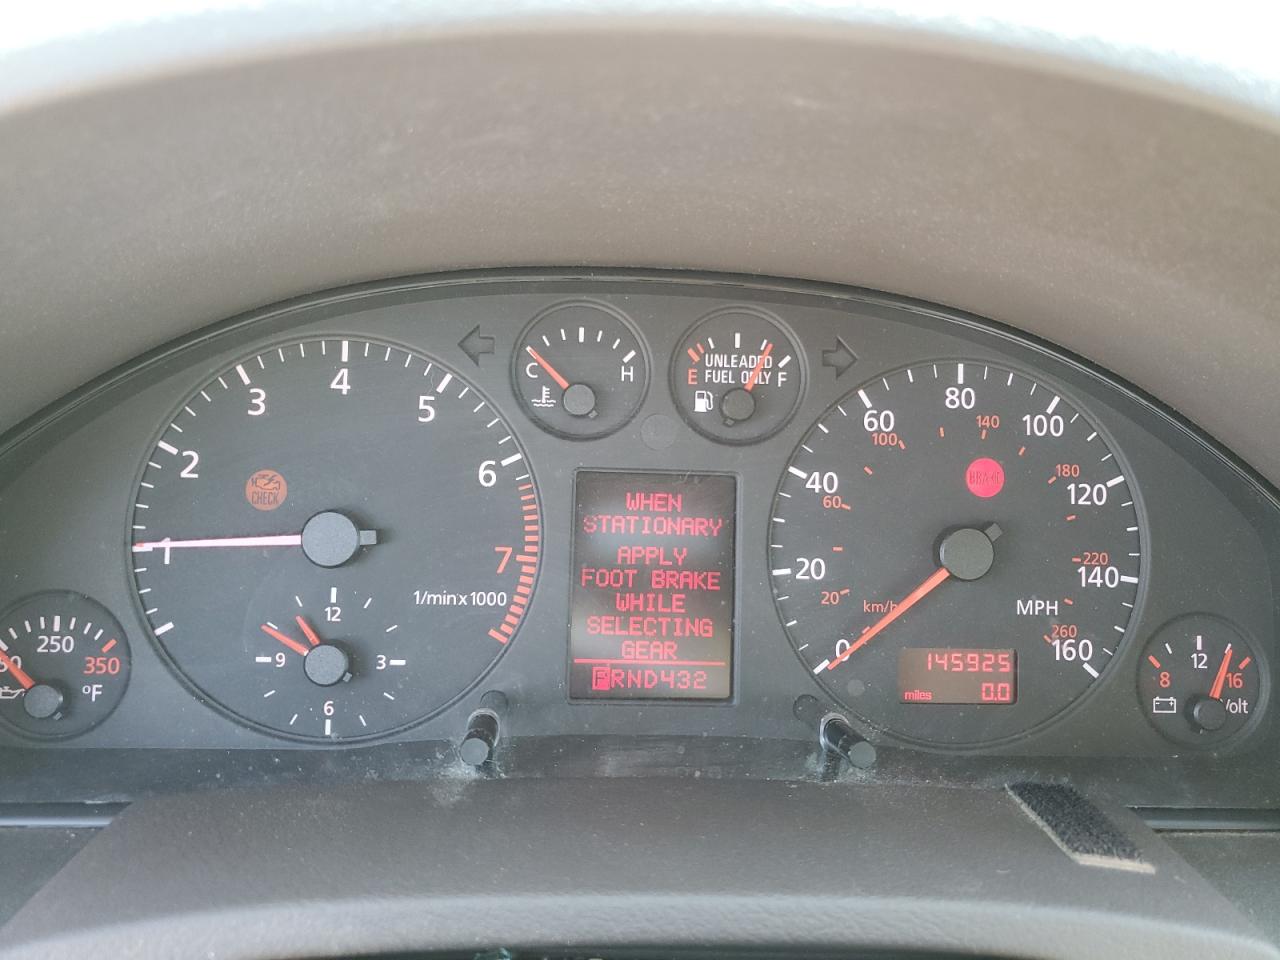 4
3
5
2
6
CHECK
1
7
1/min x 1000
12
9
3
6
250
350
°F
C
H
UNLEADED
FUEL ONLY
E
F
WHEN
STATIONARY
APPLY
FOOT BRAKE
WHILE
SELECTING
GEAR
PRND432
80
60
100
140
100
40
BRAKE
180
120
60
20
220
140
20
km/h
MPH
0
260
160
145925
miles
0.0
12
8
16
Volt